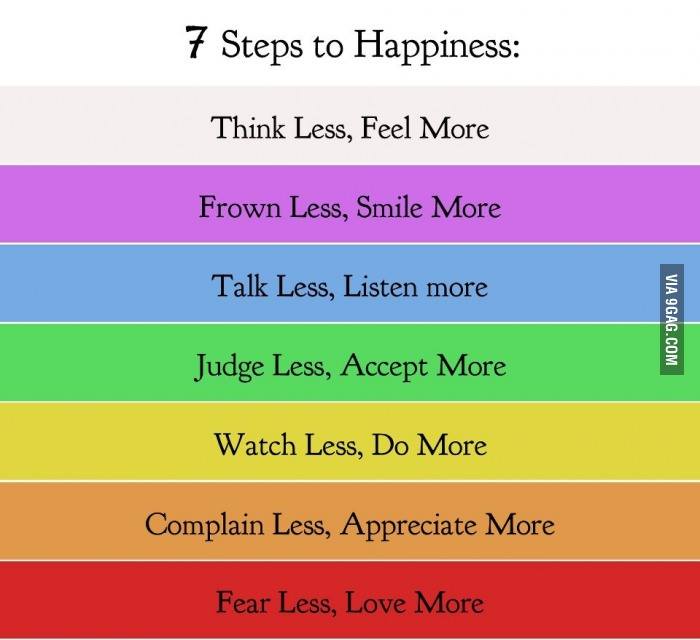 7 Steps to Happiness:
Think Less, Feel More
Frown Less, Smile More
Talk Less, Listen more
Judge Less, Accept More
Watch Less, Do More
Complain Less, Appreciate More
Fear Less, Love More
VIA 9GAG.COM